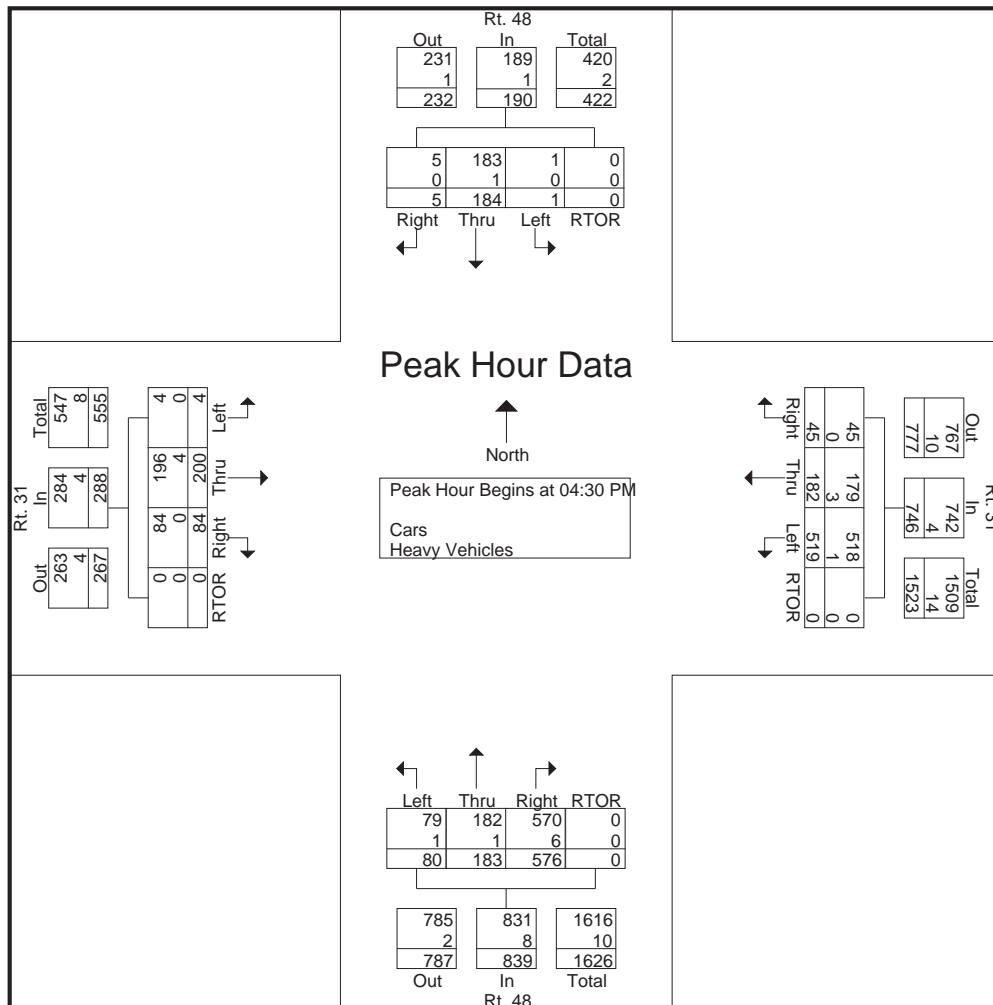 Rt. 48
Out In Total
231 189 420
1 1 2
232 190 422
5 183 1 0
0 1 0 0
5 184 1 0
Right Thru Left RTOR
Peak Hour Data
North
Peak Hour Begins at 04:30 PM
Cars
Heavy Vehicles
Rt. 31
Total In Out
547 284 263
8 4 4
555 288 267
4 196 84 0
0 4 0 0
4 200 84 0
Left Thru Right RTOR
Right Thru Left RTOR
45 182 519 0
0 3 1 0
45 179 518 0
777 746 1523
10 4 14
767 742 1509
Out In Total
Rt. 31
Left Thru Right RTOR
79 182 570 0
1 1 6 0
80 183 576 0
785 831 1616
2 8 10
787 839 1626
Out In Total
Rt. 48